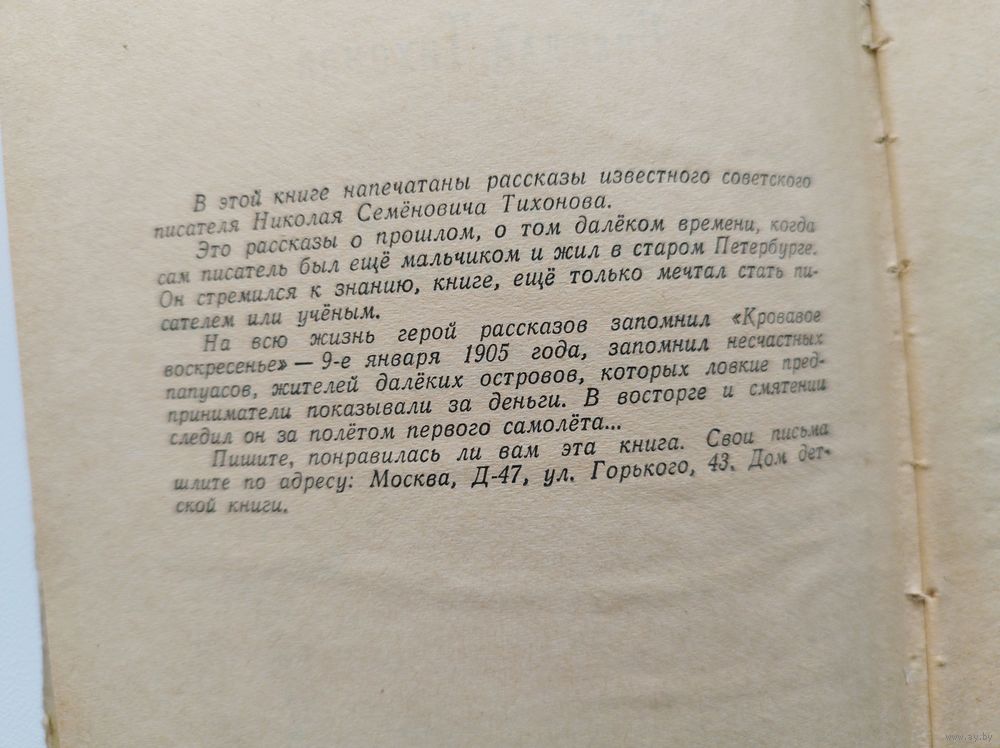 В этой книге напечатаны рассказы известного советского
писателя Николая Семёновича Тихонова.
Это рассказы о прошлом, о том далёком времени, когда
сам писатель был ещё мальчиком и жил в старом Петербурге.
Он стремился к знанию, книге, ещё только мечтал стать пи-
сателем или учёным.
На всю жизнь герой рассказов запомнил «Кровавое
воскресенье» — 9-е января 1905 года, запомнил несчастных
папуасов, жителей далёких островов, которых ловкие пред-
приниматели показывали за деньги. В восторге и смятении
следил он за полётом первого самолёта...
Пишите, понравилась ли вам эта книга. Свои письма
шлите по адресу: Москва, Д-47, ул. Горького, 43. Дом дет-
ской книги.
www.ay.by